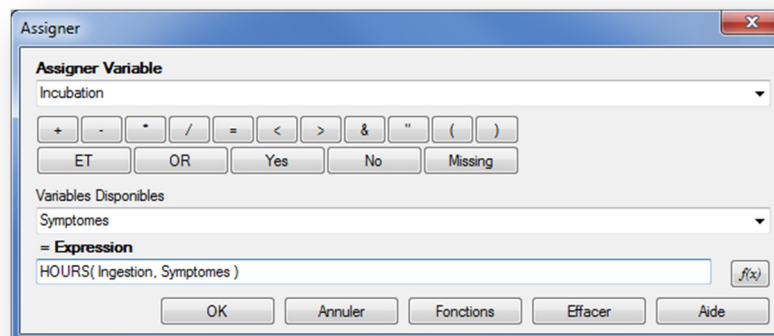 Assigner
Assigner Variable
Incubation
+ - * / = < > & " ( )
ET OR Yes No Missing
Variables Disponibles
Symptomes
= Expression
HOURS( Ingestion, Symptomes )
f(x)
OK Annuler Fonctions Effacer Aide